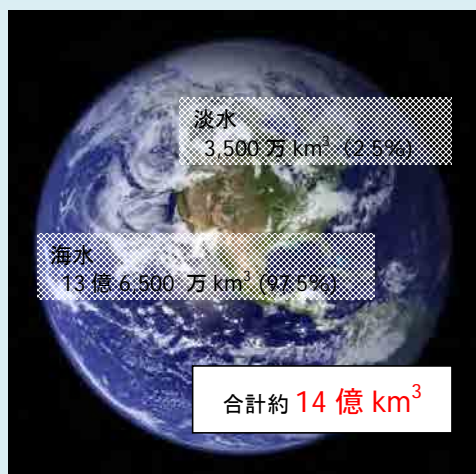 淡水
3,500 万 km³ (2.5%)
海水
13 億 6,500 万 km³ (97.5%)
合計約 14 億 km³